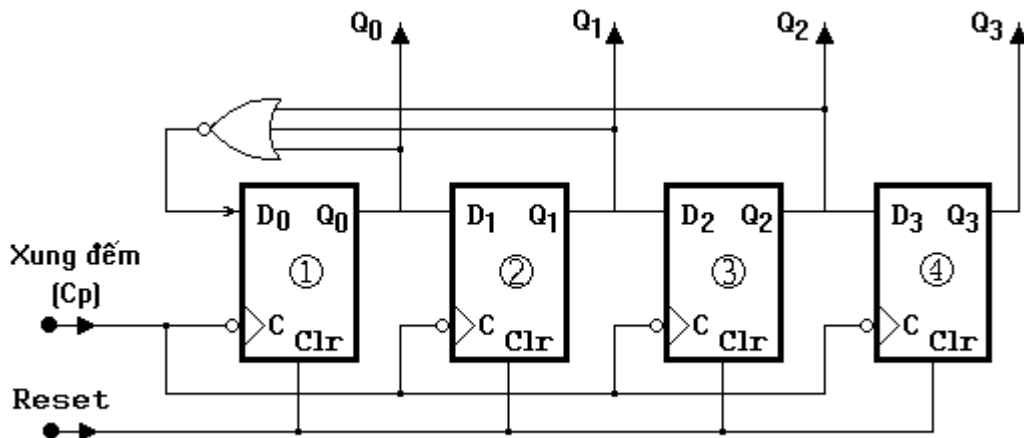 Q0 Q1 Q2 Q3
D0 Q0 D1 Q1 D2 Q2 D3 Q3
① ② ③ ④
Xung đếm
(Cp)
C C C C
Clr Clr Clr Clr
Reset